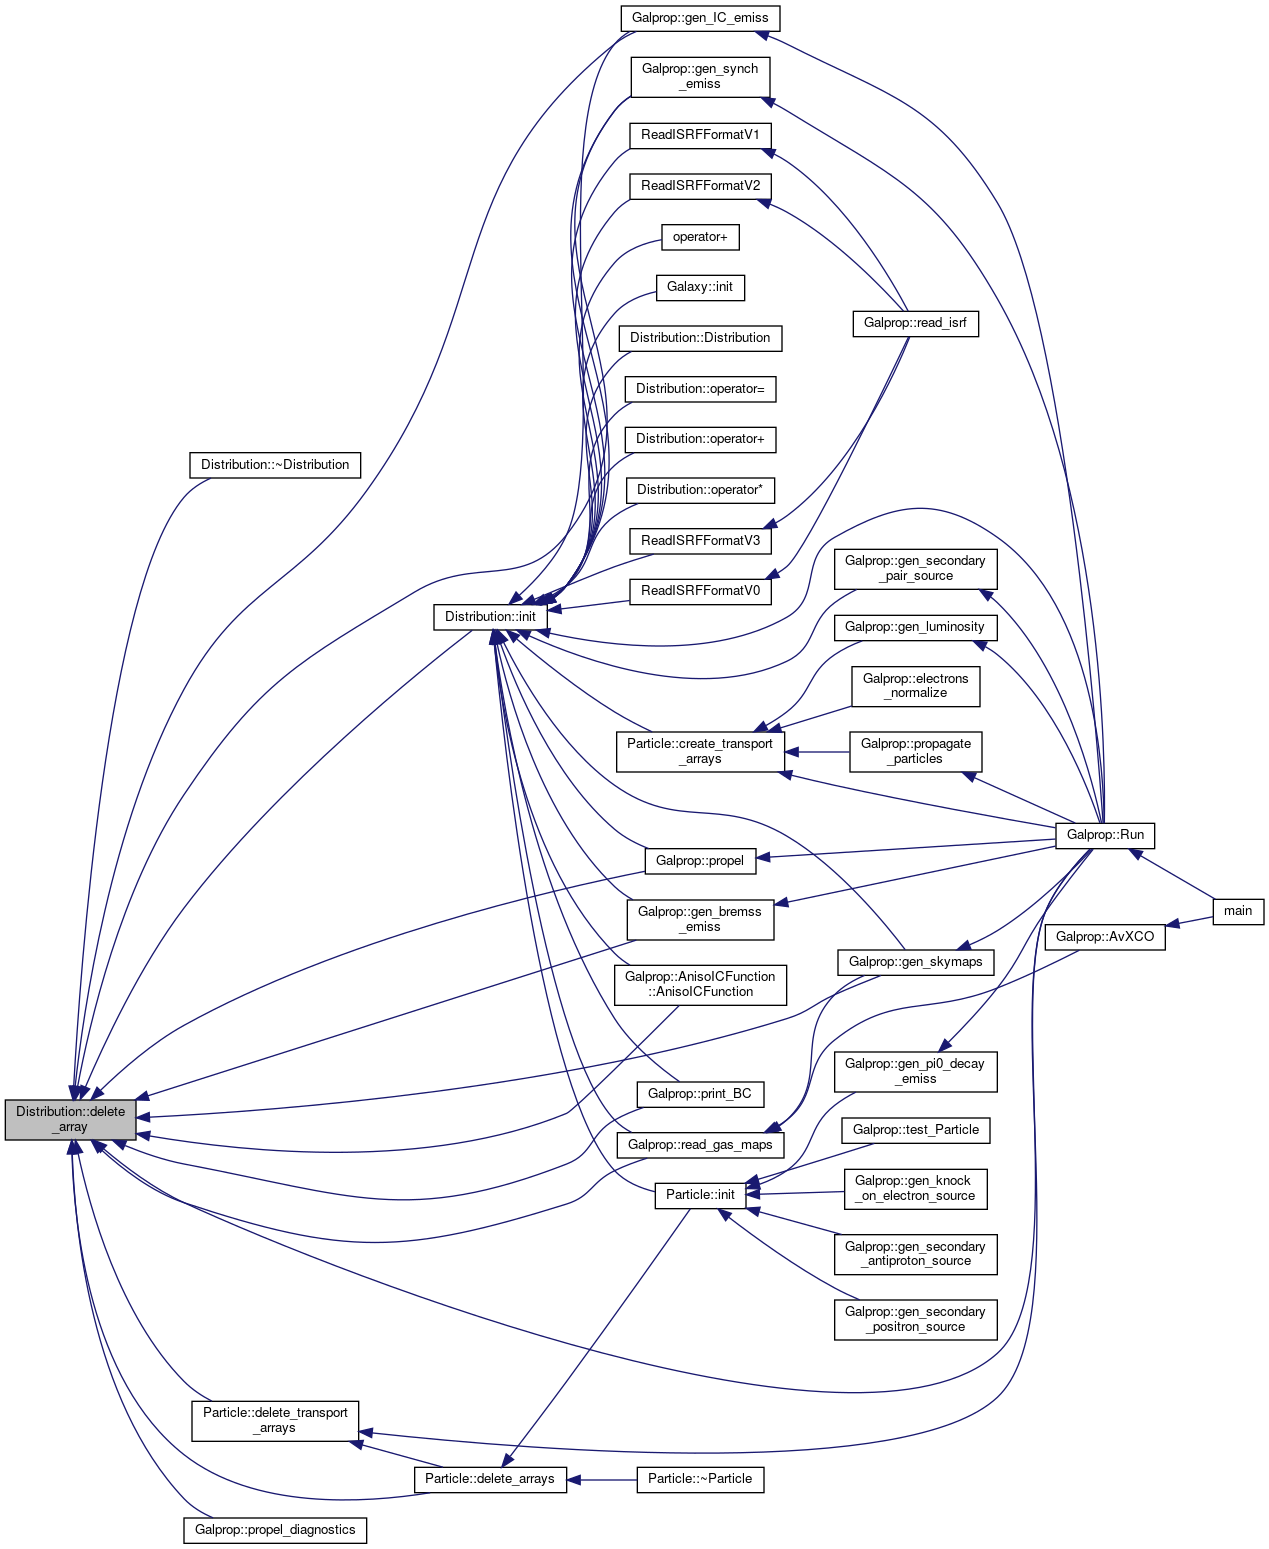 Galprop::gen_IC_emiss
Galprop::gen_synch
_emiss
ReadISRFFormatV1
ReadISRFFormatV2
operator+
Galaxy::init
Galprop::read_isrf
Distribution::Distribution
Distribution::operator=
Distribution::operator+
Distribution::~Distribution
Distribution::operator*
ReadISRFFormatV3
Galprop::gen_secondary
_pair_source
ReadISRFFormatV0
Distribution::init
Galprop::gen_luminosity
Galprop::electrons
_normalize
Particle::create_transport
_arrays
Galprop::propagate
_particles
Galprop::Run
Galprop::propel
Galprop::gen_bremss
_emiss
main
Galprop::AvXCO
Galprop::gen_skymaps
Galprop::AnisoICFunction
::AnisoICFunction
Galprop::gen_pi0_decay
_emiss
Galprop::print_BC
Distribution::delete
_array
Galprop::test_Particle
Galprop::read_gas_maps
Galprop::gen_knock
_on_electron_source
Particle::init
Galprop::gen_secondary
_antiproton_source
Galprop::gen_secondary
_positron_source
Particle::delete_transport
_arrays
Particle::delete_arrays
Particle::~Particle
Galprop::propel_diagnostics